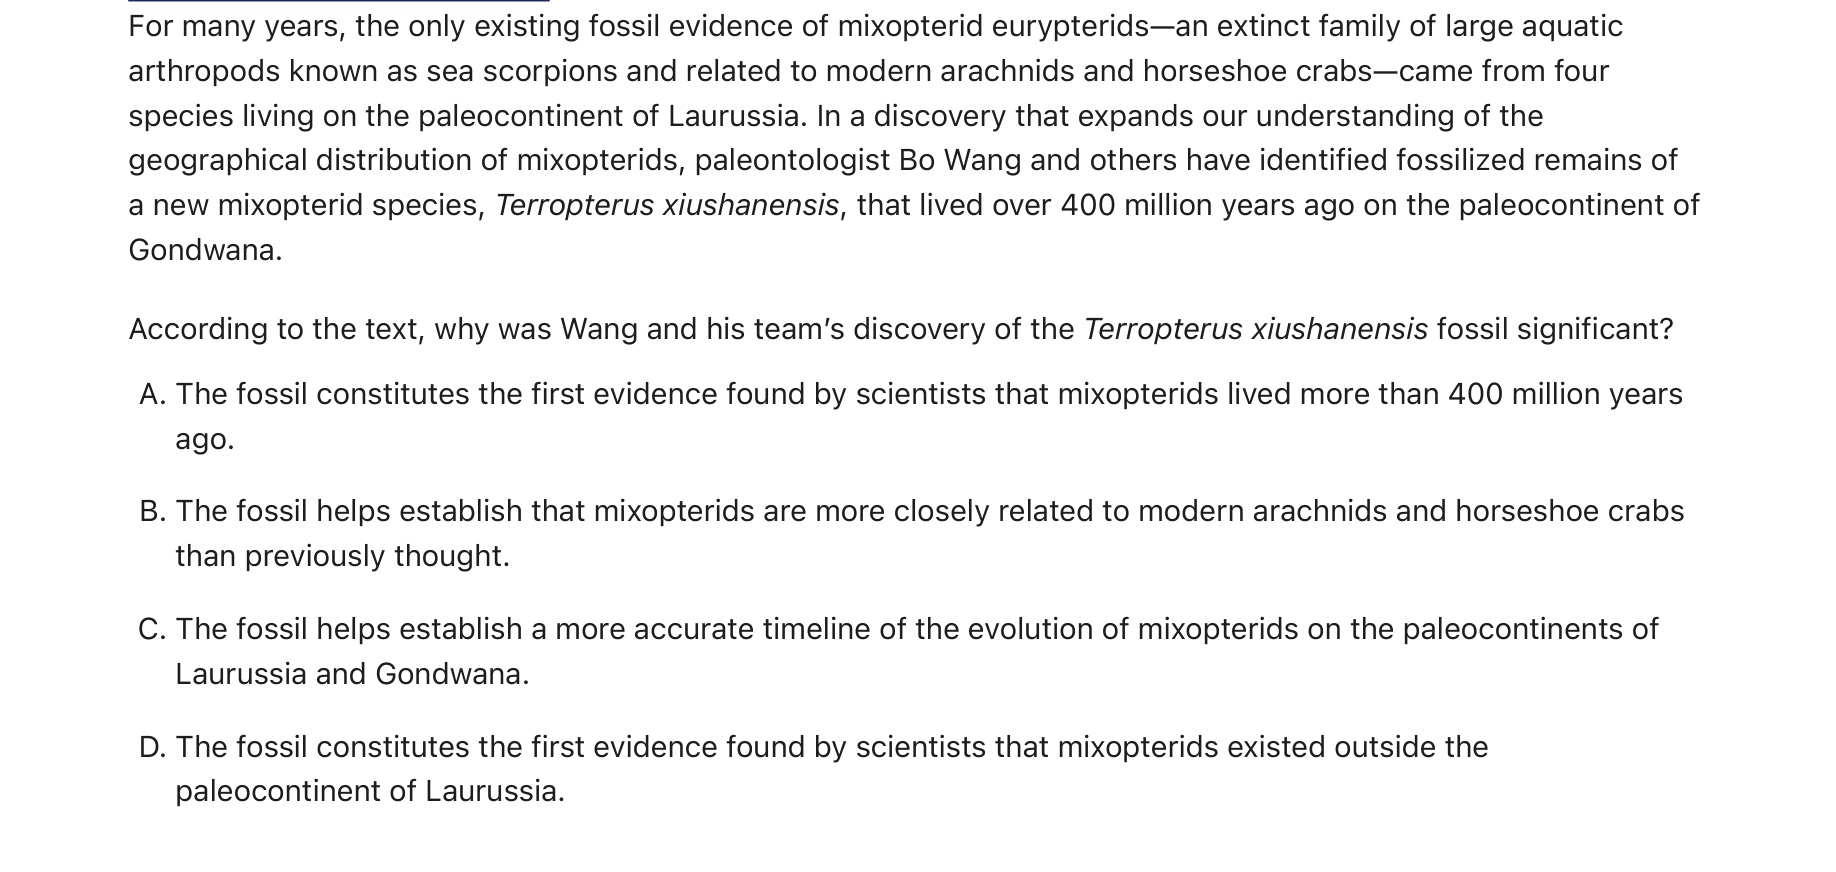 For many years, the only existing fossil evidence of mixopterid eurypterids—an extinct family of large aquatic
arthropods known as sea scorpions and related to modern arachnids and horseshoe crabs—came from four
species living on the paleocontinent of Laurussia. In a discovery that expands our understanding of the
geographical distribution of mixopterids, paleontologist Bo Wang and others have identified fossilized remains of
a new mixopterid species, Terropterus xiushanensis, that lived over 400 million years ago on the paleocontinent of
Gondwana.
According to the text, why was Wang and his team’s discovery of the Terropterus xiushanensis fossil significant?
A. The fossil constitutes the first evidence found by scientists that mixopterids lived more than 400 million years
ago.
B. The fossil helps establish that mixopterids are more closely related to modern arachnids and horseshoe crabs
than previously thought.
C. The fossil helps establish a more accurate timeline of the evolution of mixopterids on the paleocontinents of
Laurussia and Gondwana.
D. The fossil constitutes the first evidence found by scientists that mixopterids existed outside the
paleocontinent of Laurussia.